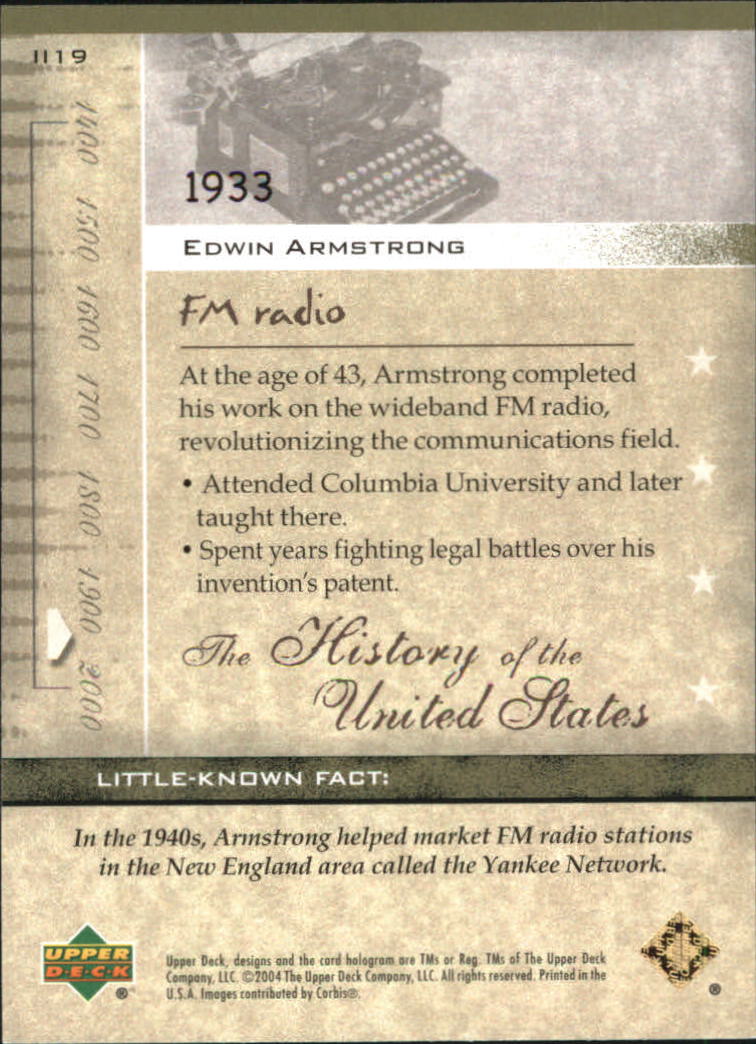 II19
1400 1500 1600 1700 1800 1900 2000
1933
EDWIN ARMSTRONG
FM radio
At the age of 43, Armstrong completed
his work on the wideband FM radio,
revolutionizing the communications field.
• Attended Columbia University and later
taught there.
• Spent years fighting legal battles over his
invention's patent.
The History of the
United States
LITTLE-KNOWN FACT:
In the 1940s, Armstrong helped market FM radio stations
in the New England area called the Yankee Network.
UPPER
D•E•C•K
®
Upper Deck, designs and the card hologram are TMs or Reg. TMs of The Upper Deck
Company, LLC. ©2004 The Upper Deck Company, LLC. All rights reserved. Printed in the
U.S.A. Images contributed by Corbis®.
®